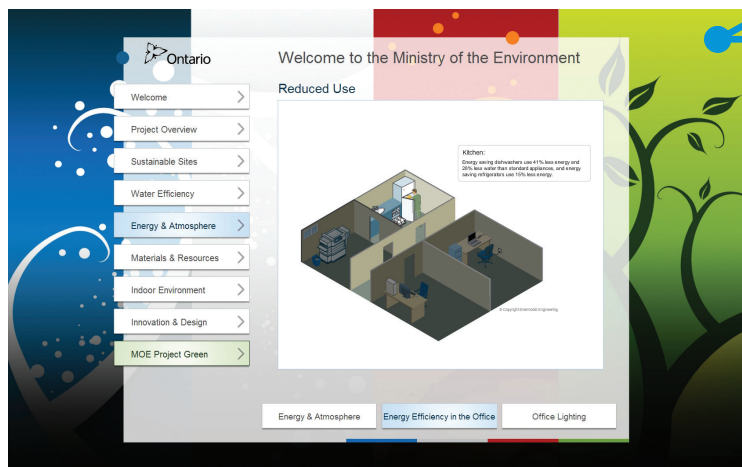 Ontario
Welcome to the Ministry of the Environment
Reduced Use
Welcome
Project Overview
Sustainable Sites
Water Efficiency
Energy & Atmosphere
Materials & Resources
Indoor Environment
Innovation & Design
MOE Project Green
Kitchen:
Energy saving dishwashers use 41% less energy and
28% less water than standard appliances, and energy
saving refrigerators use 15% less energy.
© Copyright Enermodal Engineering
Energy & Atmosphere
Energy Efficiency in the Office
Office Lighting